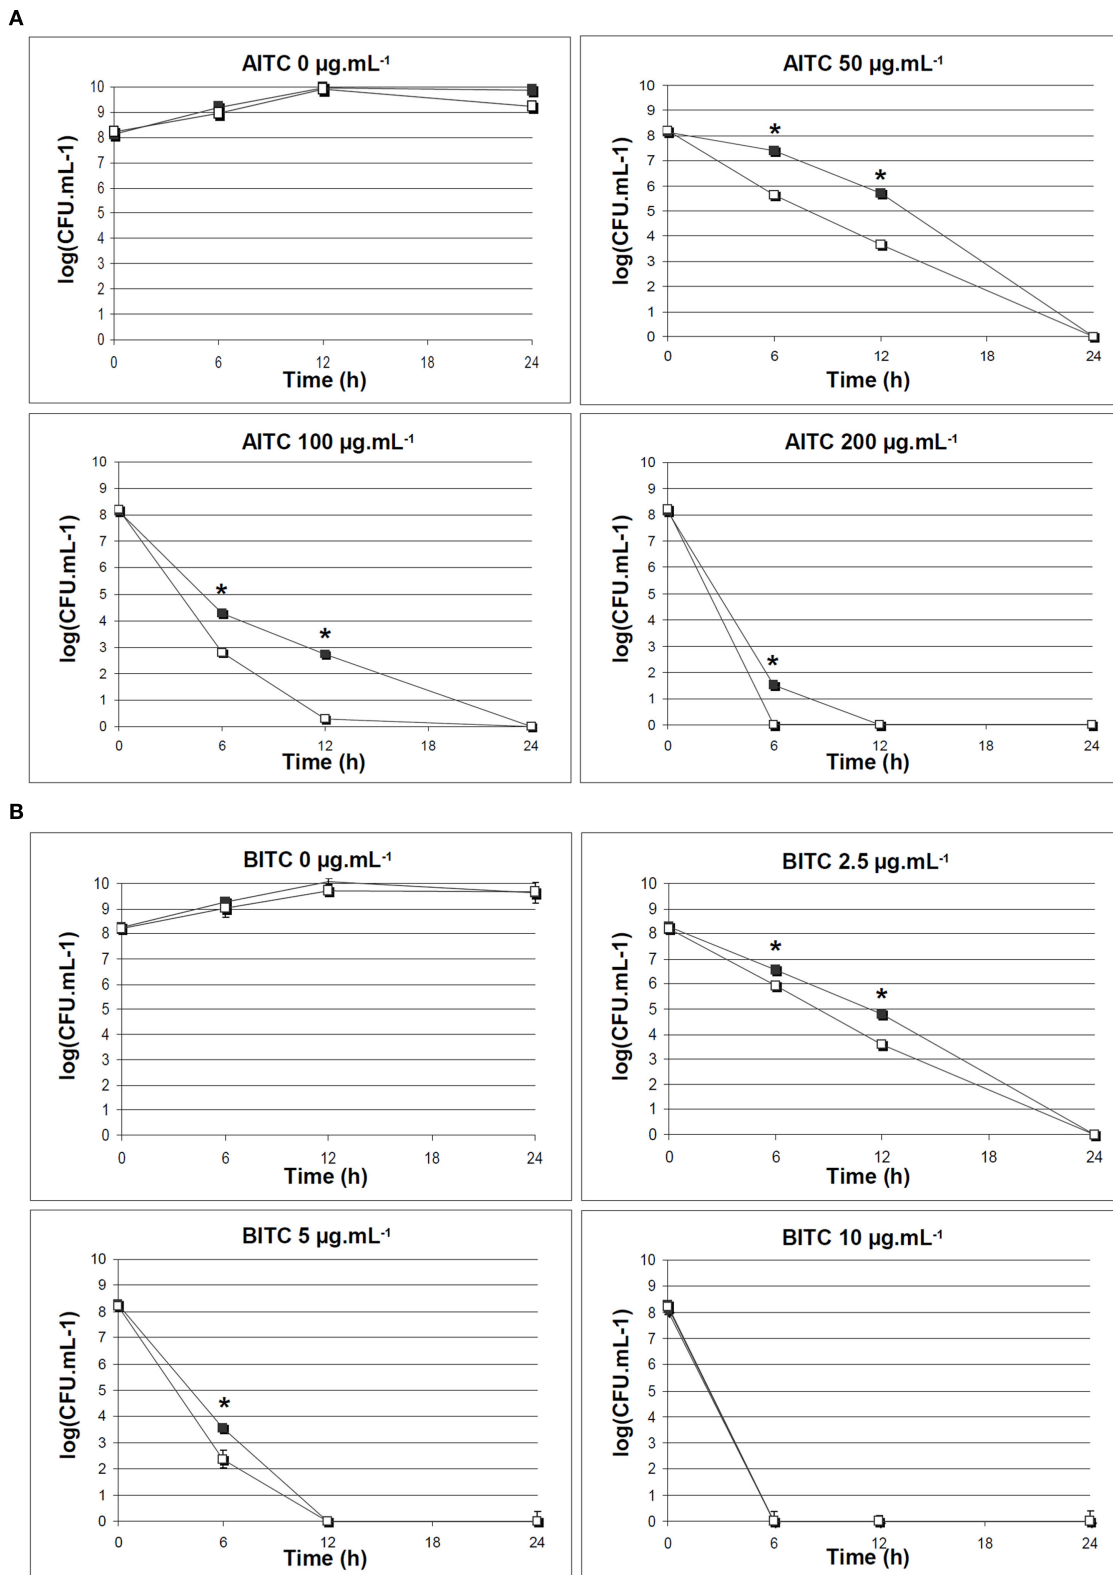 A
AITC 0 µg.mL-1
log(CFU.mL-1)
10
9
8
7
6
5
4
3
2
1
0
0 6 12 18 24
Time (h)
AITC 50 µg.mL-1
log(CFU.mL-1)
10
9
8
7
6
5
4
3
2
1
0
* *
0 6 12 18 24
Time (h)
AITC 100 µg.mL-1
log(CFU.mL-1)
10
9
8
7
6
5
4
3
2
1
0
* *
0 6 12 18 24
Time (h)
AITC 200 µg.mL-1
log(CFU.mL-1)
10
9
8
7
6
5
4
3
2
1
0
*
0 6 12 18 24
Time (h)
B
BITC 0 µg.mL-1
log(CFU.mL-1)
10
9
8
7
6
5
4
3
2
1
0
0 6 12 18 24
Time (h)
BITC 2.5 µg.mL-1
log(CFU.mL-1)
10
9
8
7
6
5
4
3
2
1
0
* *
0 6 12 18 24
Time (h)
BITC 5 µg.mL-1
log(CFU.mL-1)
10
9
8
7
6
5
4
3
2
1
0
*
0 6 12 18 24
Time (h)
BITC 10 µg.mL-1
log(CFU.mL-1)
10
9
8
7
6
5
4
3
2
1
0
0 6 12 18 24
Time (h)